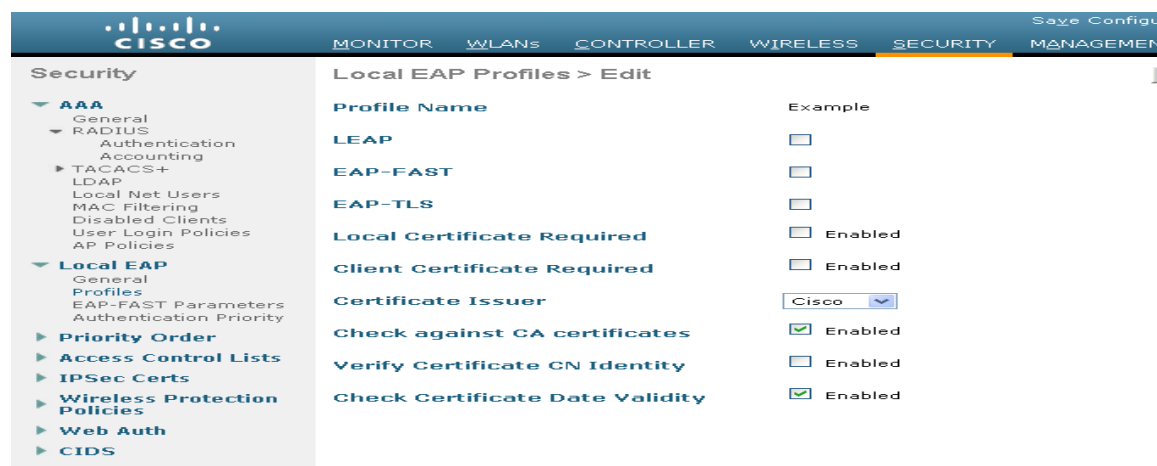 Save Configu
CISCO
MONITOR WLANs CONTROLLER WIRELESS SECURITY MANAGEMEN
Security
AAA
General
RADIUS
Authentication
Accounting
TACACS+
LDAP
Local Net Users
MAC Filtering
Disabled Clients
User Login Policies
AP Policies
Local EAP
General
Profiles
EAP-FAST Parameters
Authentication Priority
Priority Order
Access Control Lists
IPSec Certs
Wireless Protection
Policies
Web Auth
CIDS
Local EAP Profiles > Edit
Profile Name Example
LEAP
EAP-FAST
EAP-TLS
Local Certificate Required Enabled
Client Certificate Required Enabled
Certificate Issuer Cisco
Check against CA certificates Enabled
Verify Certificate CN Identity Enabled
Check Certificate Date Validity Enabled